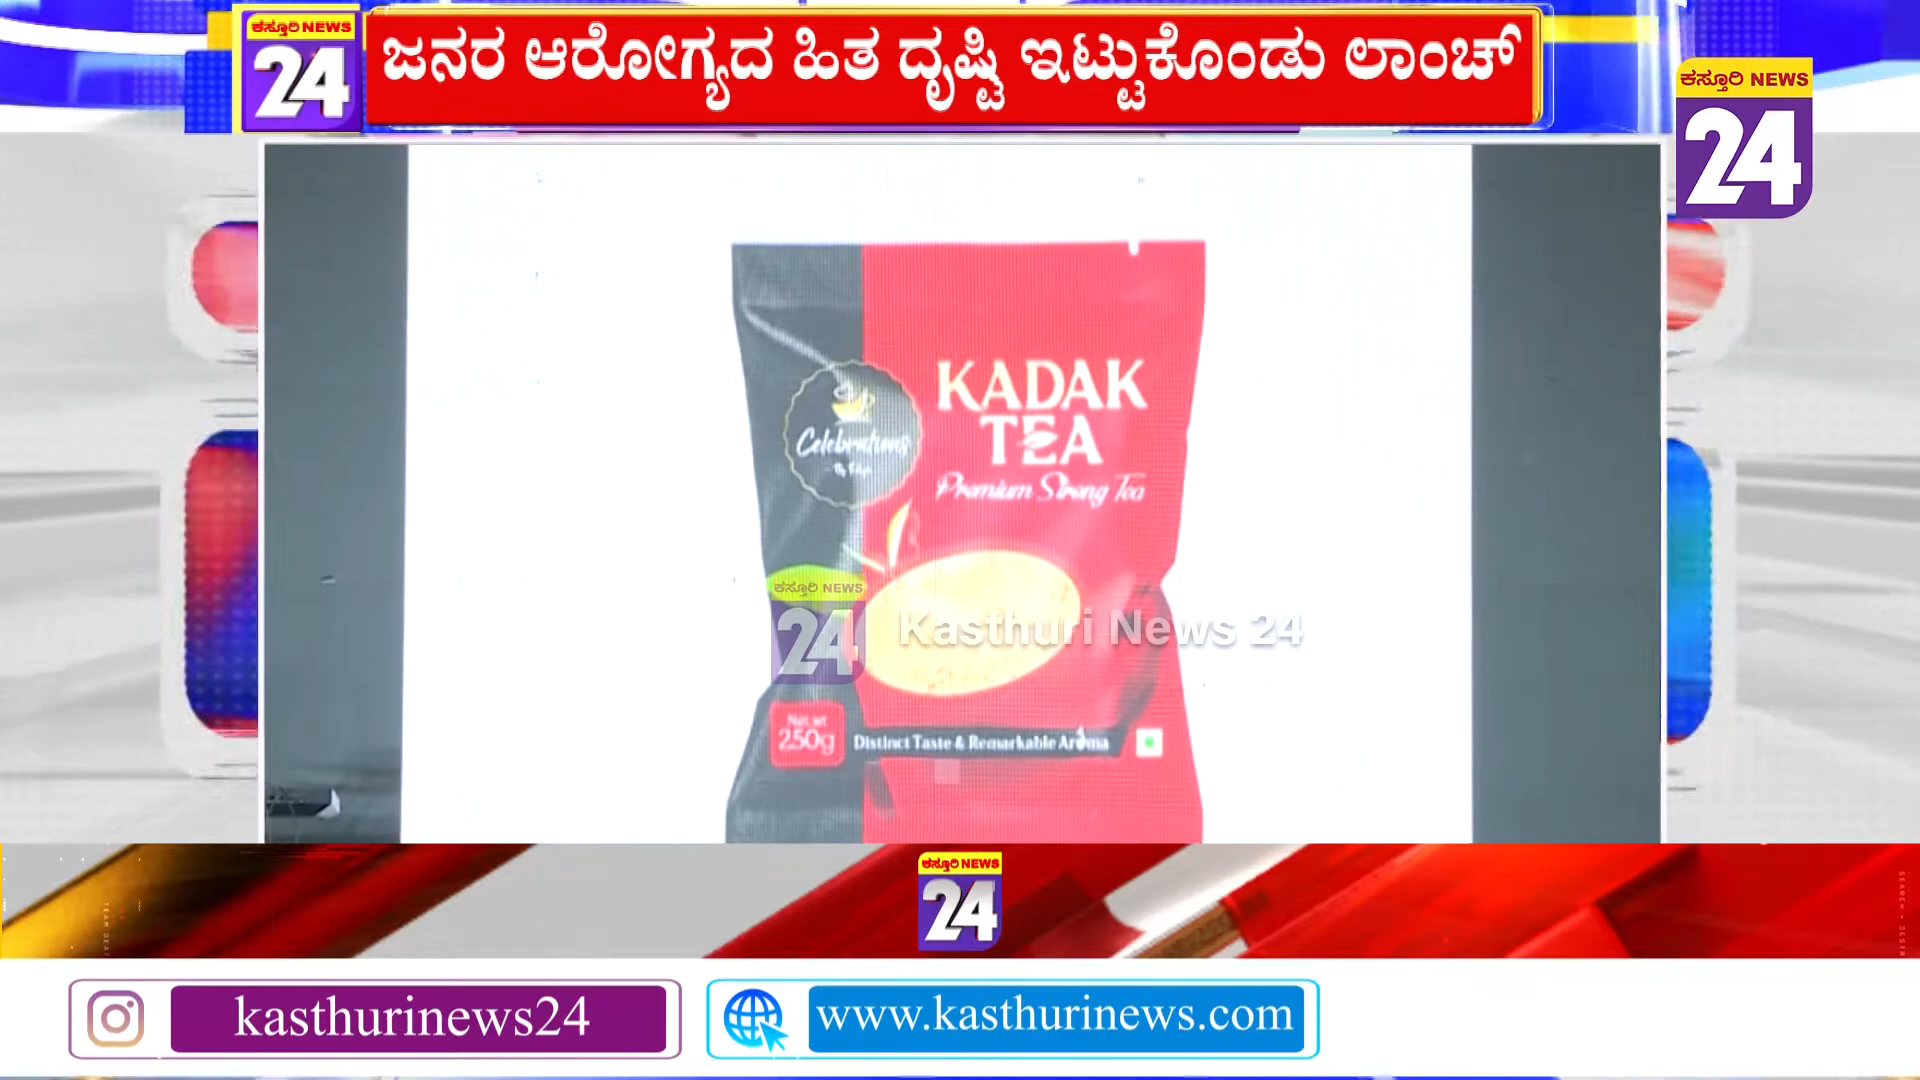 ಕಸ್ತೂರಿ NEWS
24
ಜನರ ಆರೋಗ್ಯದ ಹಿತ ದೃಷ್ಟಿ ಇಟ್ಟುಕೊಂಡು ಲಾಂಚ್
ಕಸ್ತೂರಿ NEWS
24
KADAK
TEA
Premium Strong Tea
Celebrations
ಕಸ್ತೂರಿ NEWS
24
Kasthuri News 24
Net wt
250g
Distinct Taste & Remarkable Aroma
ಕಸ್ತೂರಿ NEWS
24
kasthurinews24
www.kasthurinews.com